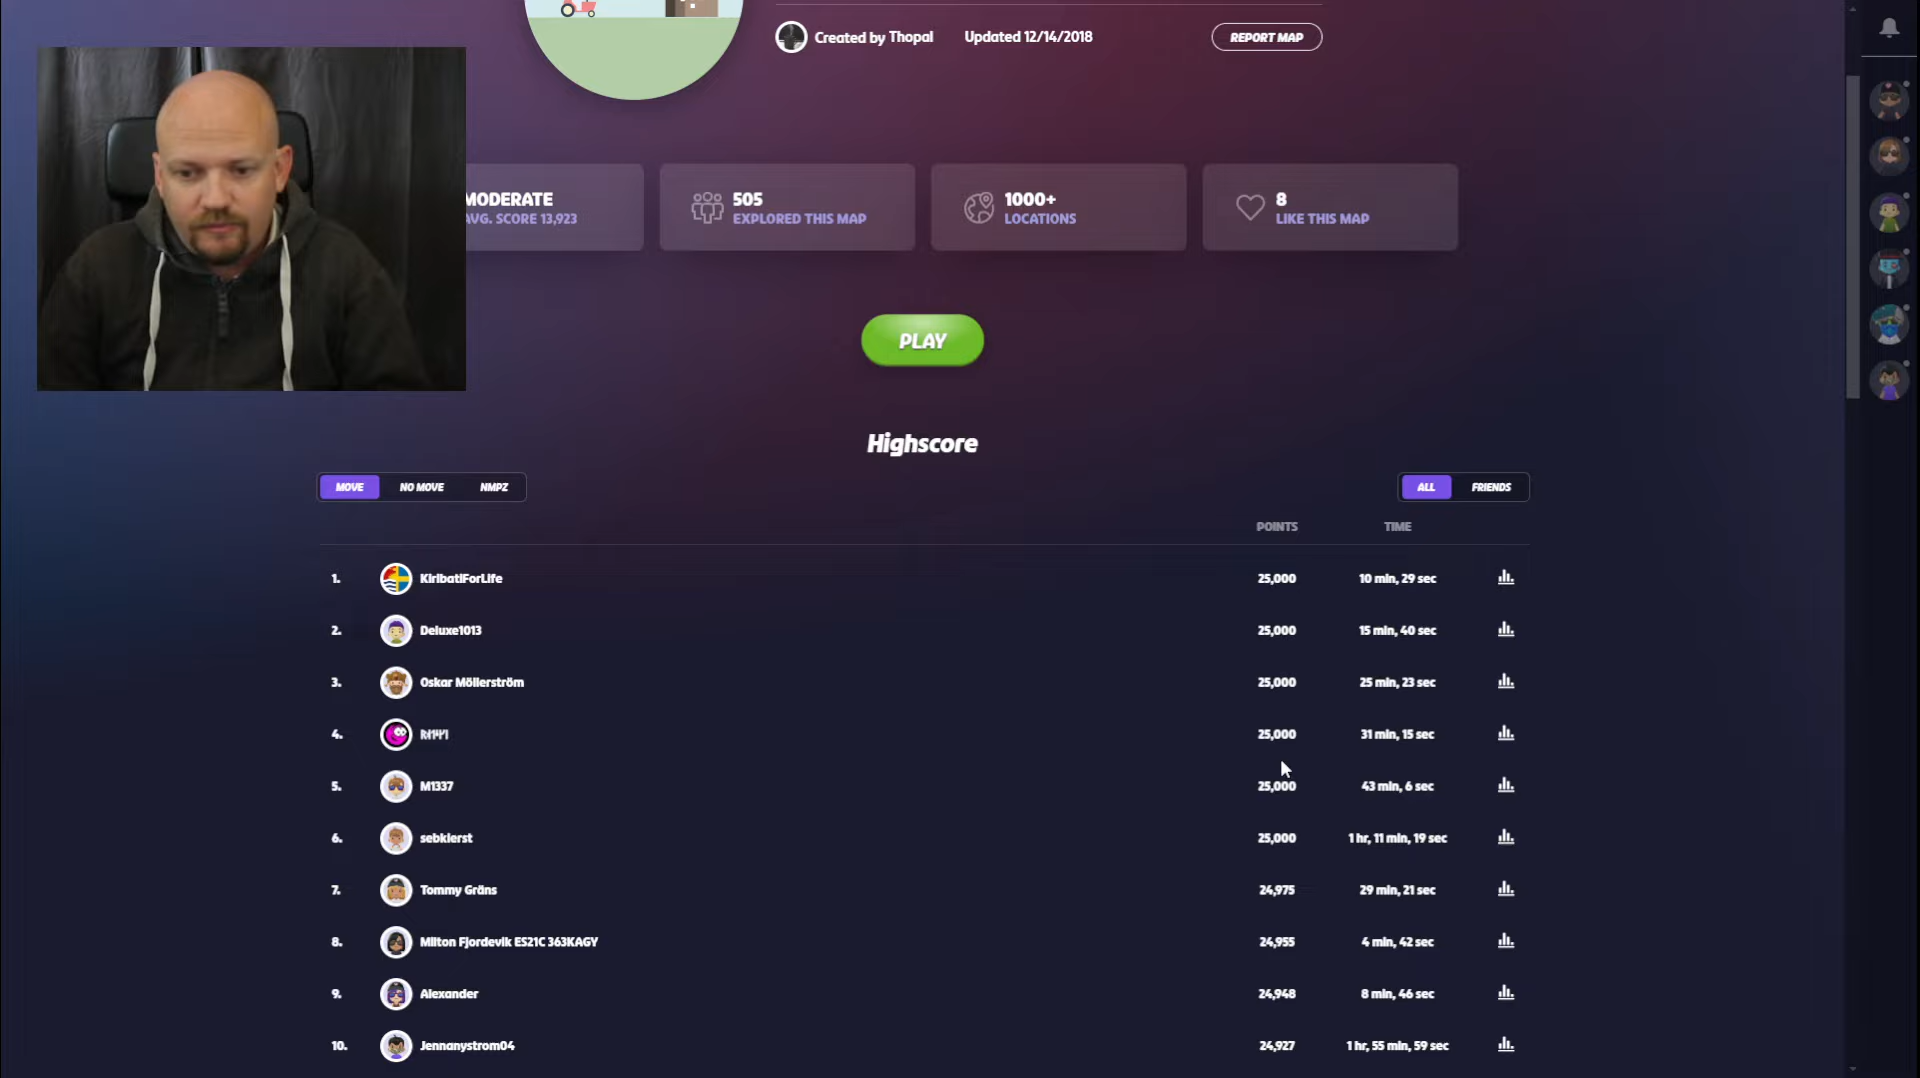 Created by Thopal Updated 12/14/2018 REPORT MAP
MODERATE
AVG. SCORE 13,923
505
EXPLORED THIS MAP
1000+
LOCATIONS
8
LIKE THIS MAP
PLAY
Highscore
MOVE NO MOVE NMPZ
ALL FRIENDS
POINTS TIME
1. KiribatiForLife 25,000 10 min, 29 sec
2. Deluxe1013 25,000 15 min, 40 sec
3. Oskar Möllerström 25,000 25 min, 23 sec
4. 25,000 31 min, 15 sec
5. M1337 25,000 43 min, 6 sec
6. sebkierst 25,000 1 hr, 11 min, 19 sec
7. Tommy Gräns 24,975 29 min, 21 sec
8. Milton Fjordevik ES21C 363KAGY 24,955 4 min, 42 sec
9. Alexander 24,948 8 min, 46 sec
10. Jennanystrom04 24,927 1 hr, 55 min, 59 sec